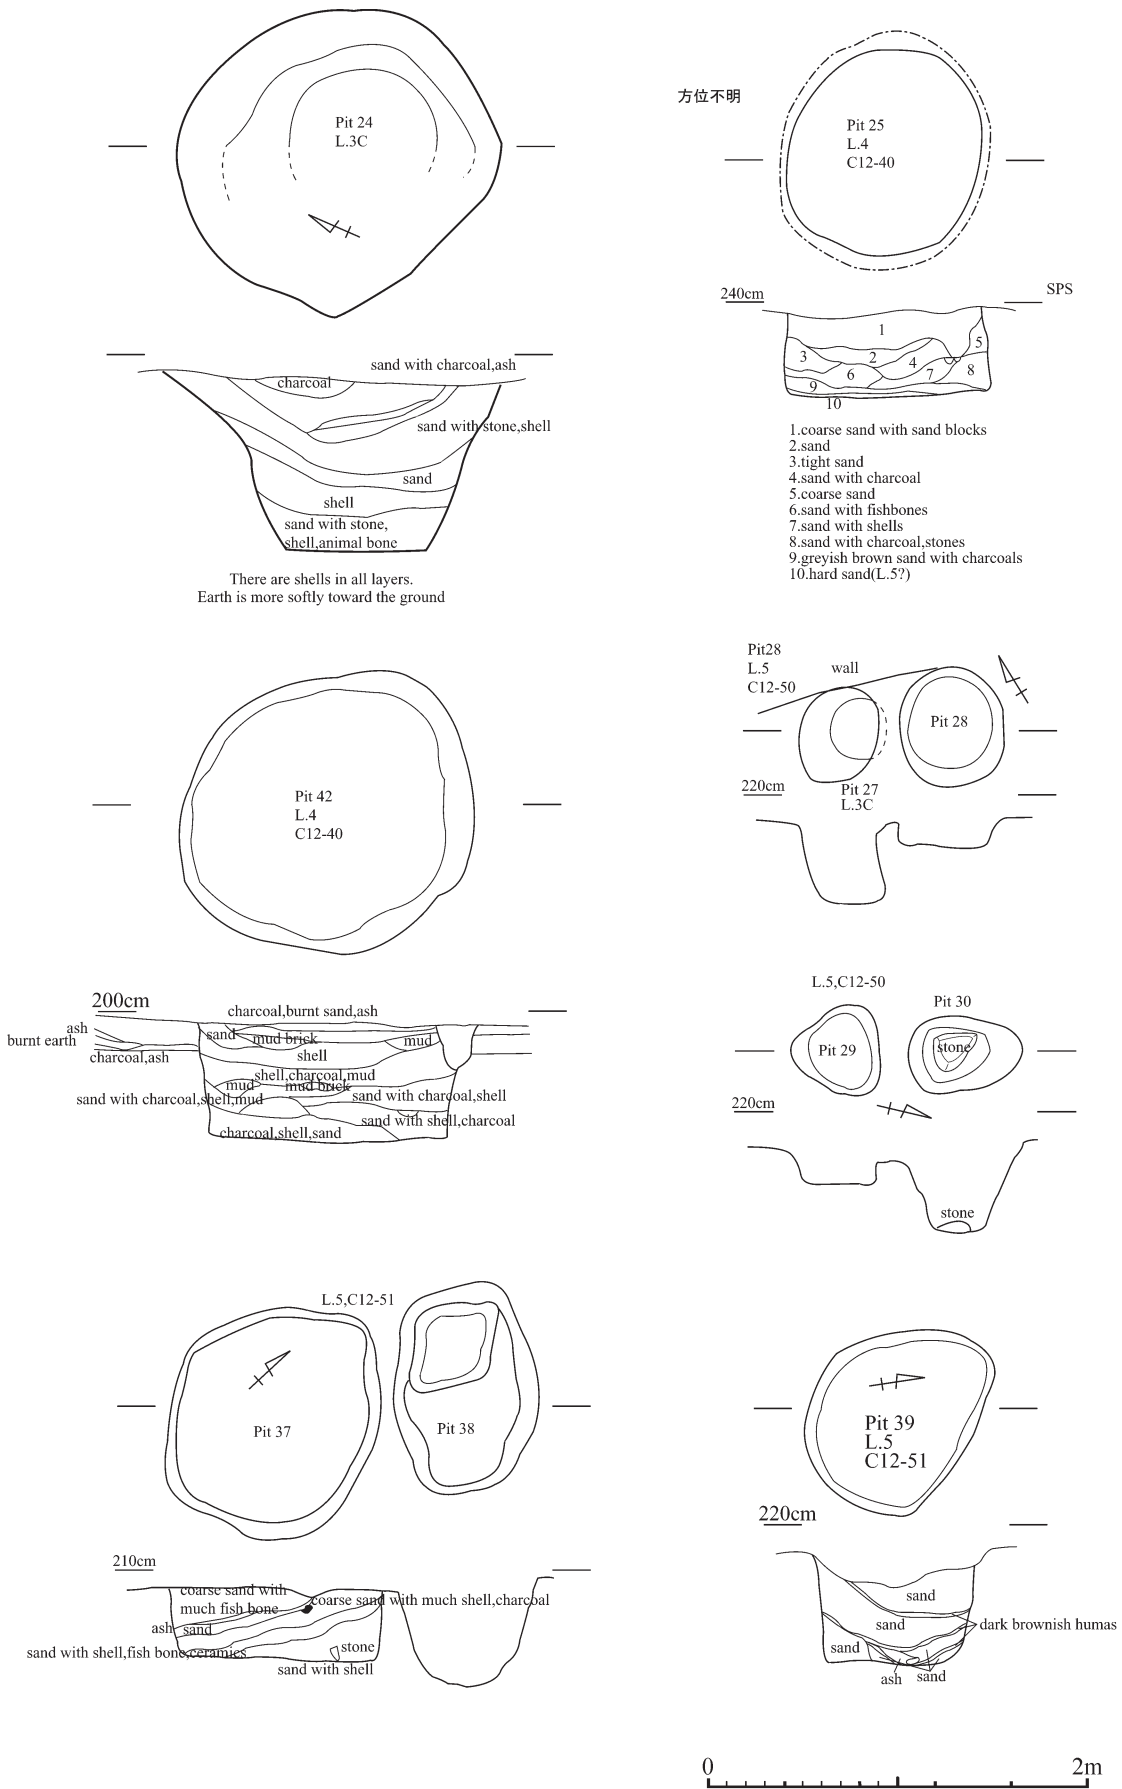 Pit 24
L.3C
方位不明
Pit 25
L.4
C12-40
240cm
SPS
1
2
3
4
5
6
7
8
9
10
1.coarse sand with sand blocks
2.sand
3.tight sand
4.sand with charcoal
5.coarse sand
6.sand with fishbones
7.sand with shells
8.sand with charcoal,stones
9.greyish brown sand with charcoals
10.hard sand(L.5?)
sand with charcoal,ash
charcoal
sand with stone,shell
sand
shell
sand with stone,
shell,animal bone
There are shells in all layers.
Earth is more softly toward the ground
Pit 42
L.4
C12-40
Pit28
L.5
C12-50
wall
Pit 28
220cm
Pit 27
L.3C
200cm
charcoal,burnt sand,ash
ash
burnt earth
charcoal,ash
sand
mud brick
mud
shell
shell,charcoal,mud
mud
mud brick
sand with charcoal,shell,mud
sand with charcoal,shell
sand with shell,charcoal
charcoal,shell,sand
L.5,C12-50
Pit 30
Pit 29
stone
220cm
stone
L.5,C12-51
Pit 37
Pit 38
210cm
coarse sand with
much fish bone
coarse sand with much shell,charcoal
ash
sand
sand with shell,fish bone,ceramics
stone
sand with shell
Pit 39
L.5
C12-51
220cm
sand
sand
dark brownish humas
sand
ash
sand
0
2m